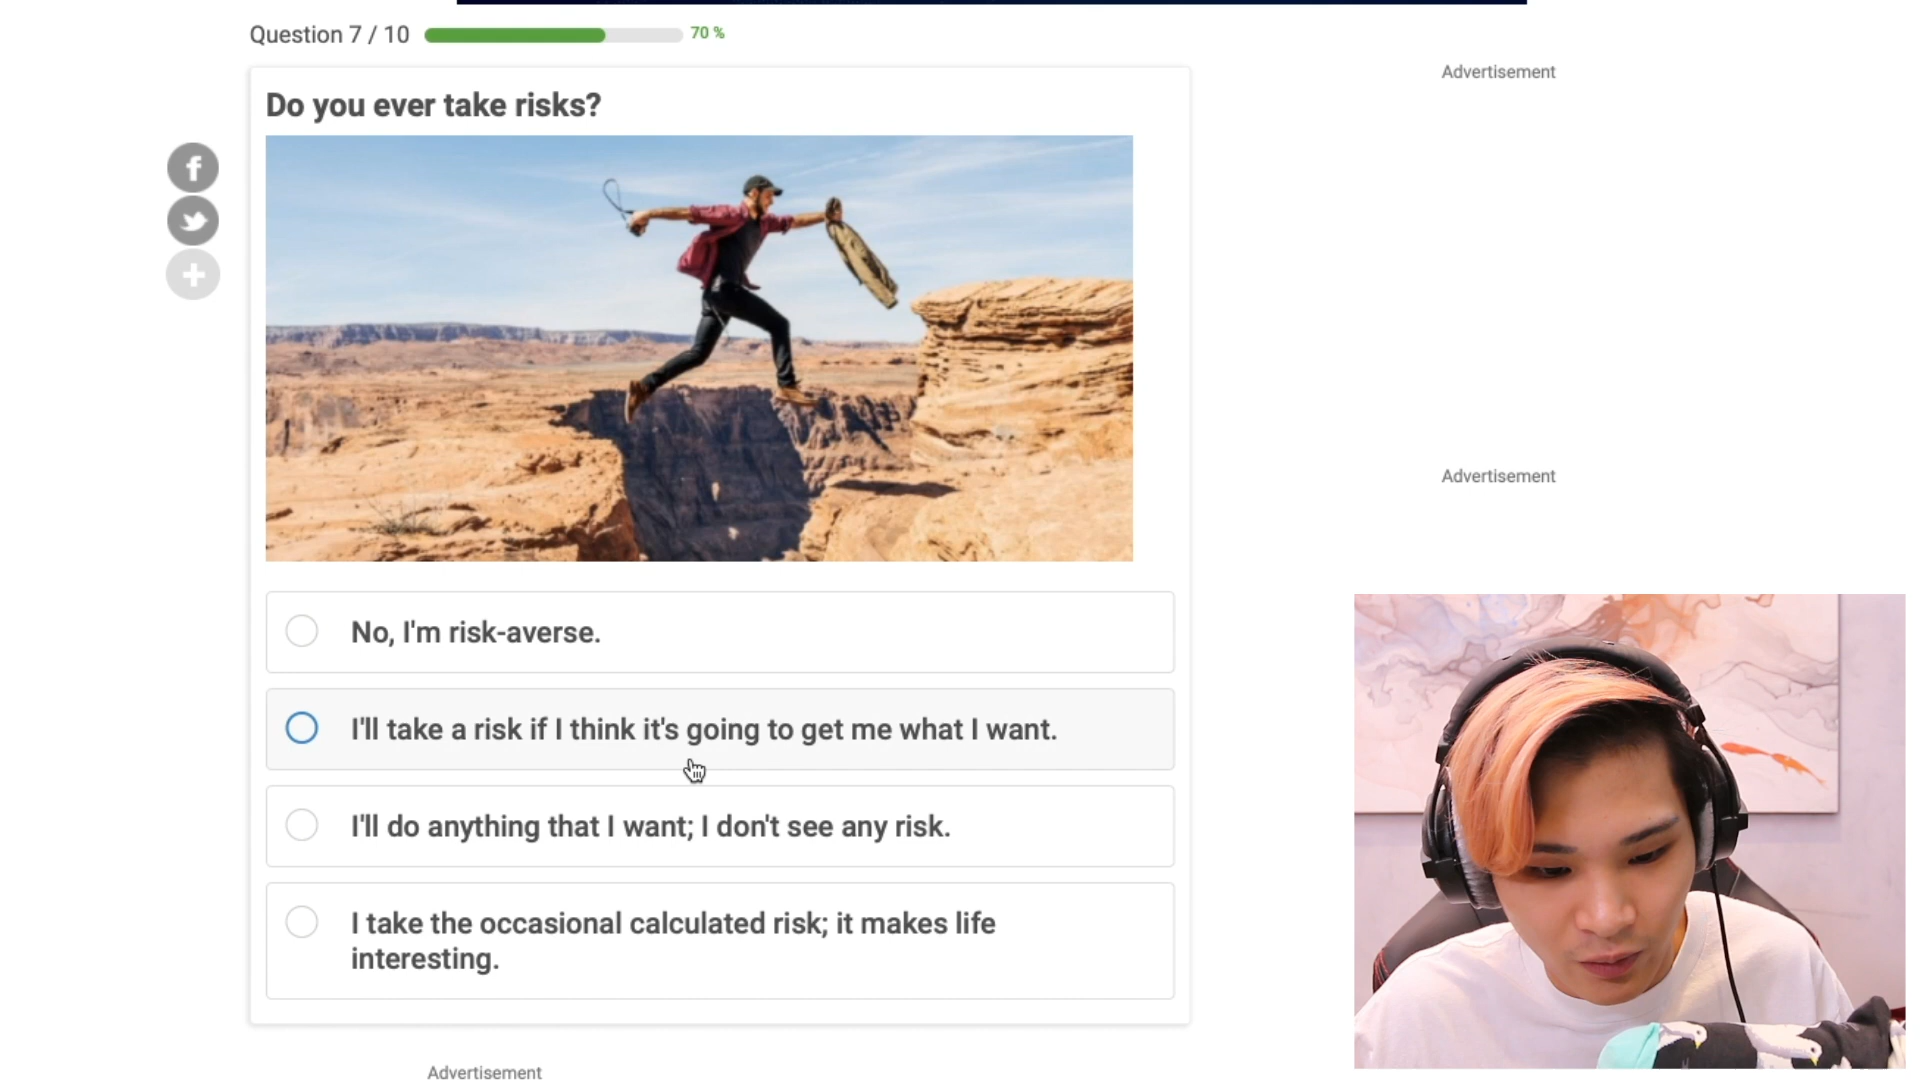 Question 7 / 10
70 %
Advertisement
Do you ever take risks?
f
Advertisement
No, I'm risk-averse.
I'll take a risk if I think it's going to get me what I want.
I'll do anything that I want; I don't see any risk.
I take the occasional calculated risk; it makes life
interesting.
Advertisement